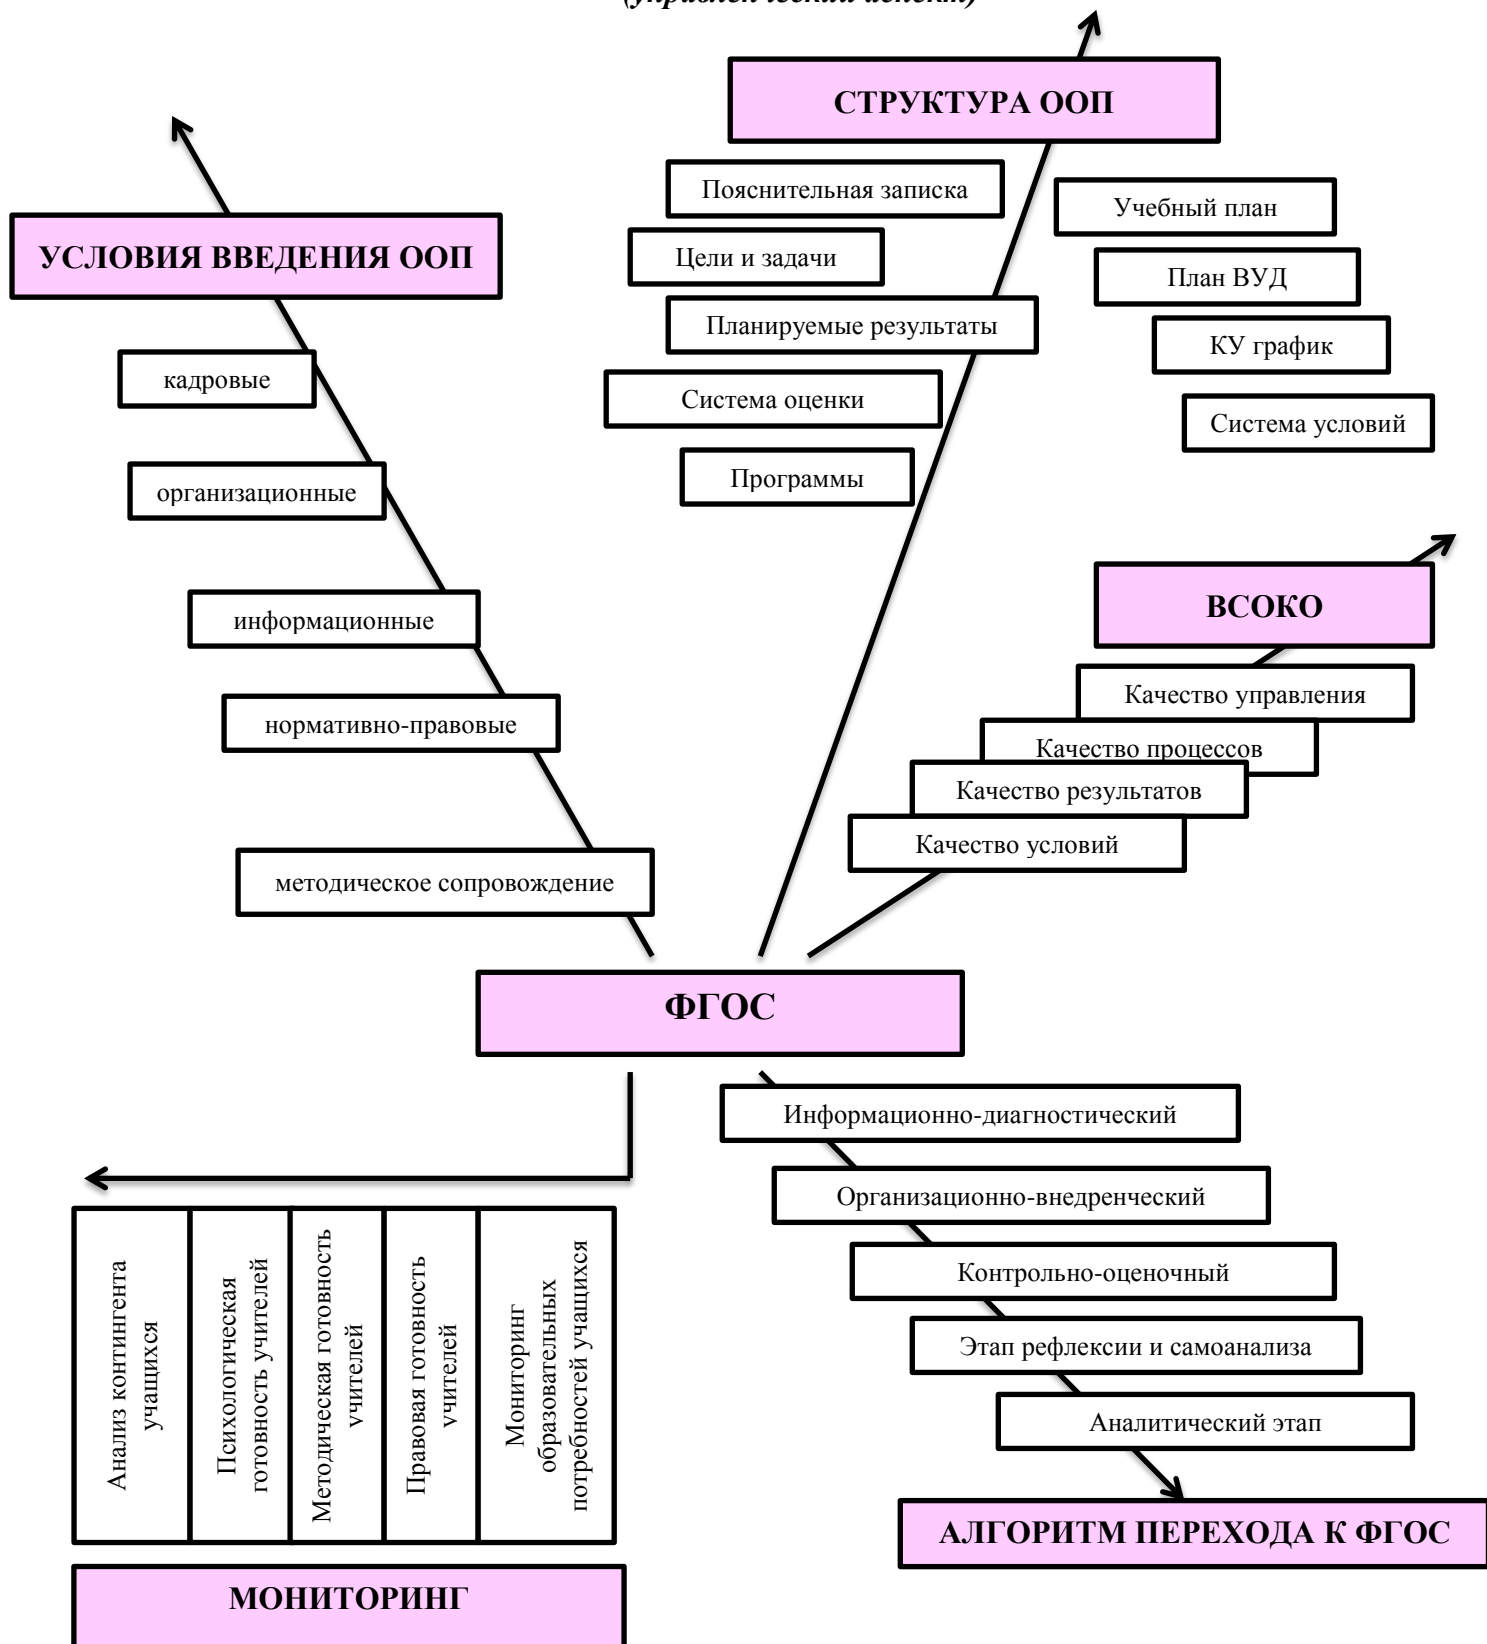 (управленческий аспект)
СТРУКТУРА ООП
Пояснительная записка
Учебный план
УСЛОВИЯ ВВЕДЕНИЯ ООП
Цели и задачи
План ВУД
Планируемые результаты
КУ график
кадровые
Система оценки
Система условий
Программы
организационные
ВСОКО
информационные
Качество управления
нормативно-правовые
Качество процессов
Качество результатов
Качество условий
методическое сопровождение
ФГОС
Информационно-диагностический
Организационно-внедренческий
Контрольно-оценочный
Этап рефлексии и самоанализа
Аналитический этап
АЛГОРИТМ ПЕРЕХОДА К ФГОС
Анализ контингента
учащихся
Психологическая
готовность учителей
Методическая готовность
учителей
Правовая готовность
учителей
Мониторинг
образовательных
потребностей учащихся
МОНИТОРИНГ